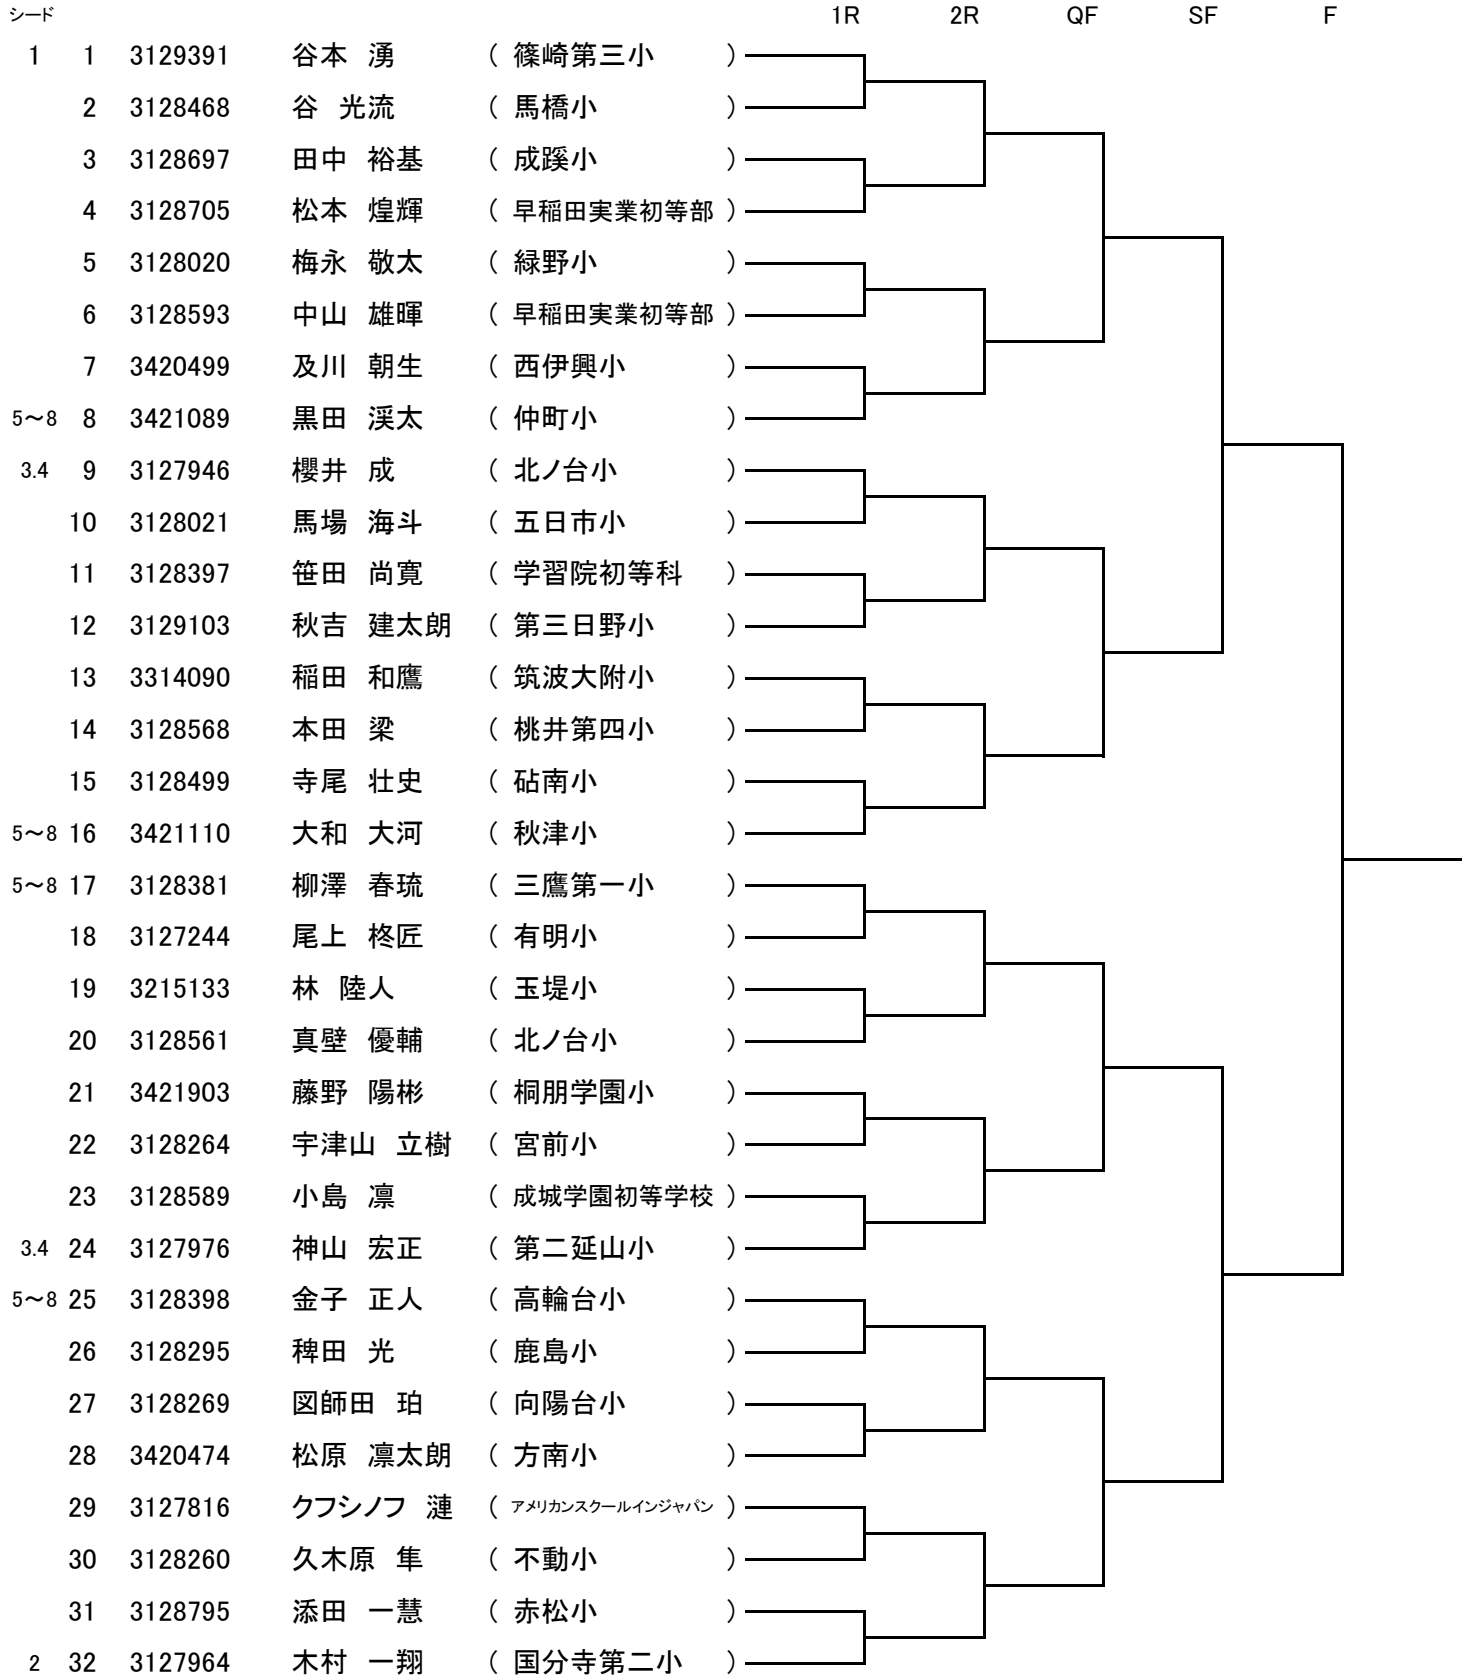 シード 1R 2R QF SF F
1 1 3129391 谷本 湧 ( 篠崎第三小 )
2 3128468 谷 光流 ( 馬橋小 )
3 3128697 田中 裕基 ( 成蹊小 )
4 3128705 松本 煌輝 ( 早稲田実業初等部 )
5 3128020 梅永 敬太 ( 緑野小 )
6 3128593 中山 雄暉 ( 早稲田実業初等部 )
7 3420499 及川 朝生 ( 西伊興小 )
5～8 8 3421089 黒田 渓太 ( 仲町小 )
3.4 9 3127946 櫻井 成 ( 北ノ台小 )
10 3128021 馬場 海斗 ( 五日市小 )
11 3128397 笹田 尚寛 ( 学習院初等科 )
12 3129103 秋吉 建太朗 ( 第三日野小 )
13 3314090 稲田 和鷹 ( 筑波大附小 )
14 3128568 本田 梁 ( 桃井第四小 )
15 3128499 寺尾 壮史 ( 砧南小 )
5～8 16 3421110 大和 大河 ( 秋津小 )
5～8 17 3128381 柳澤 春琉 ( 三鷹第一小 )
18 3127244 尾上 柊匠 ( 有明小 )
19 3215133 林 陸人 ( 玉堤小 )
20 3128561 真壁 優輔 ( 北ノ台小 )
21 3421903 藤野 陽彬 ( 桐朋学園小 )
22 3128264 宇津山 立樹 ( 宮前小 )
23 3128589 小島 凛 ( 成城学園初等学校 )
3.4 24 3127976 神山 宏正 ( 第二延山小 )
5～8 25 3128398 金子 正人 ( 高輪台小 )
26 3128295 稗田 光 ( 鹿島小 )
27 3128269 図師田 珀 ( 向陽台小 )
28 3420474 松原 凛太朗 ( 方南小 )
29 3127816 クフシノフ 漣 ( アメリカンスクールインジャパン )
30 3128260 久木原 隼 ( 不動小 )
31 3128795 添田 一慧 ( 赤松小 )
2 32 3127964 木村 一翔 ( 国分寺第二小 )